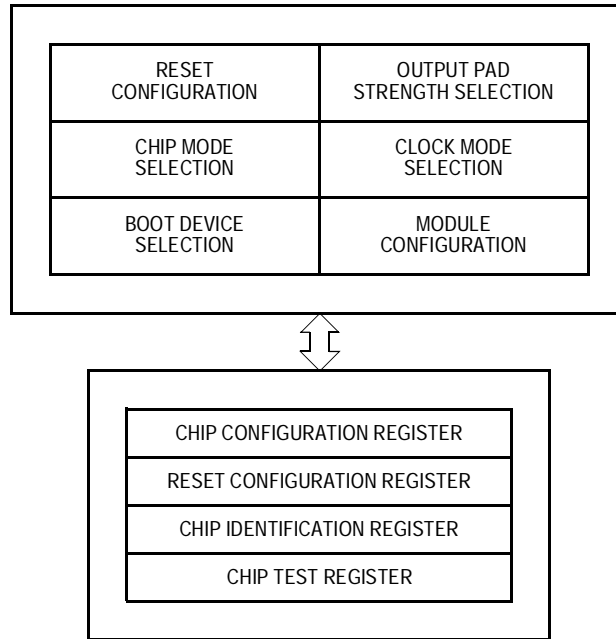 RESET
CONFIGURATION
OUTPUT PAD
STRENGTH SELECTION
CHIP MODE
SELECTION
CLOCK MODE
SELECTION
BOOT DEVICE
SELECTION
MODULE
CONFIGURATION
CHIP CONFIGURATION REGISTER
RESET CONFIGURATION REGISTER
CHIP IDENTIFICATION REGISTER
CHIP TEST REGISTER